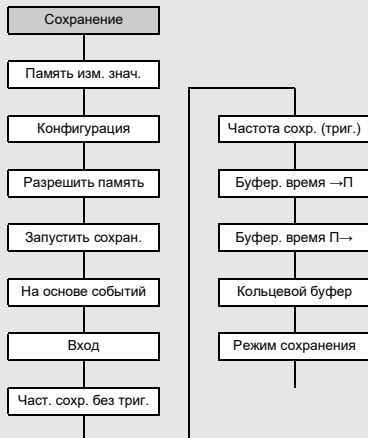 Сохранение
Память изм. знач.
Конфигурация
Разрешить память
Запустить сохран.
На основе событий
Вход
Част. сохр. без триг.
Частота сохр. (триг.)
Буфер. время →П
Буфер. время П→
Кольцевой буфер
Режим сохранения